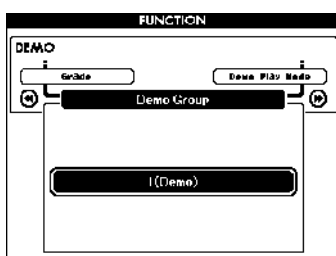 FUNCTION
DEMO
Grade
Demo Play Mode
Demo Group
1(Demo)